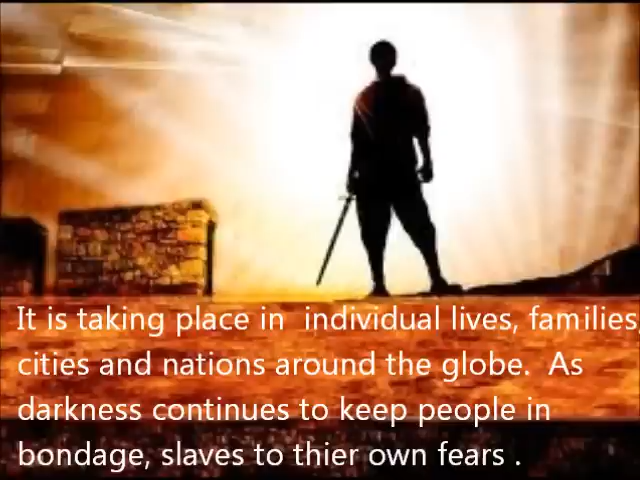 It is taking place in  individual lives, families,
cities and nations around the globe.  As
darkness continues to keep people in
bondage, slaves to thier own fears .